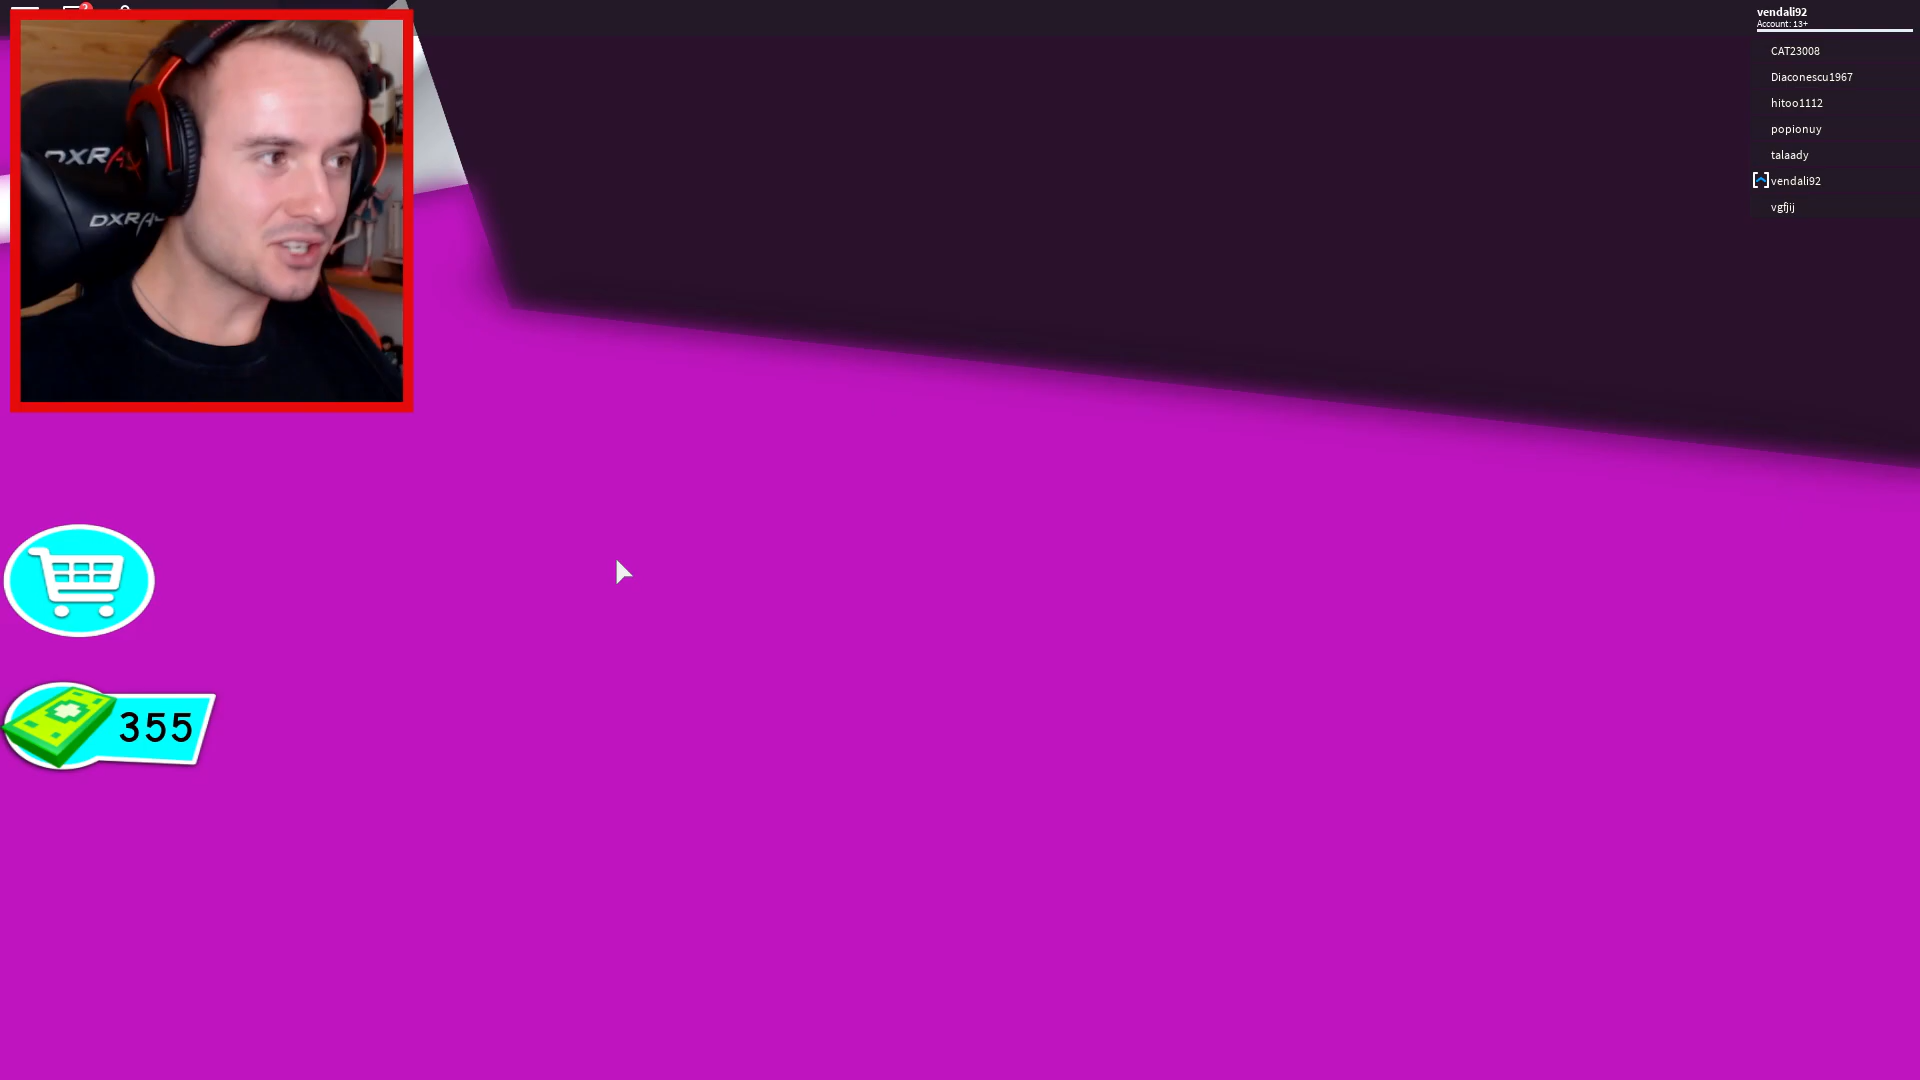 vendali92
Account: 13+
CAT23008
Diaconescu1967
hitoo1112
popionuy
talaady
vendali92
vgfjij
DXRA
DXRA
355